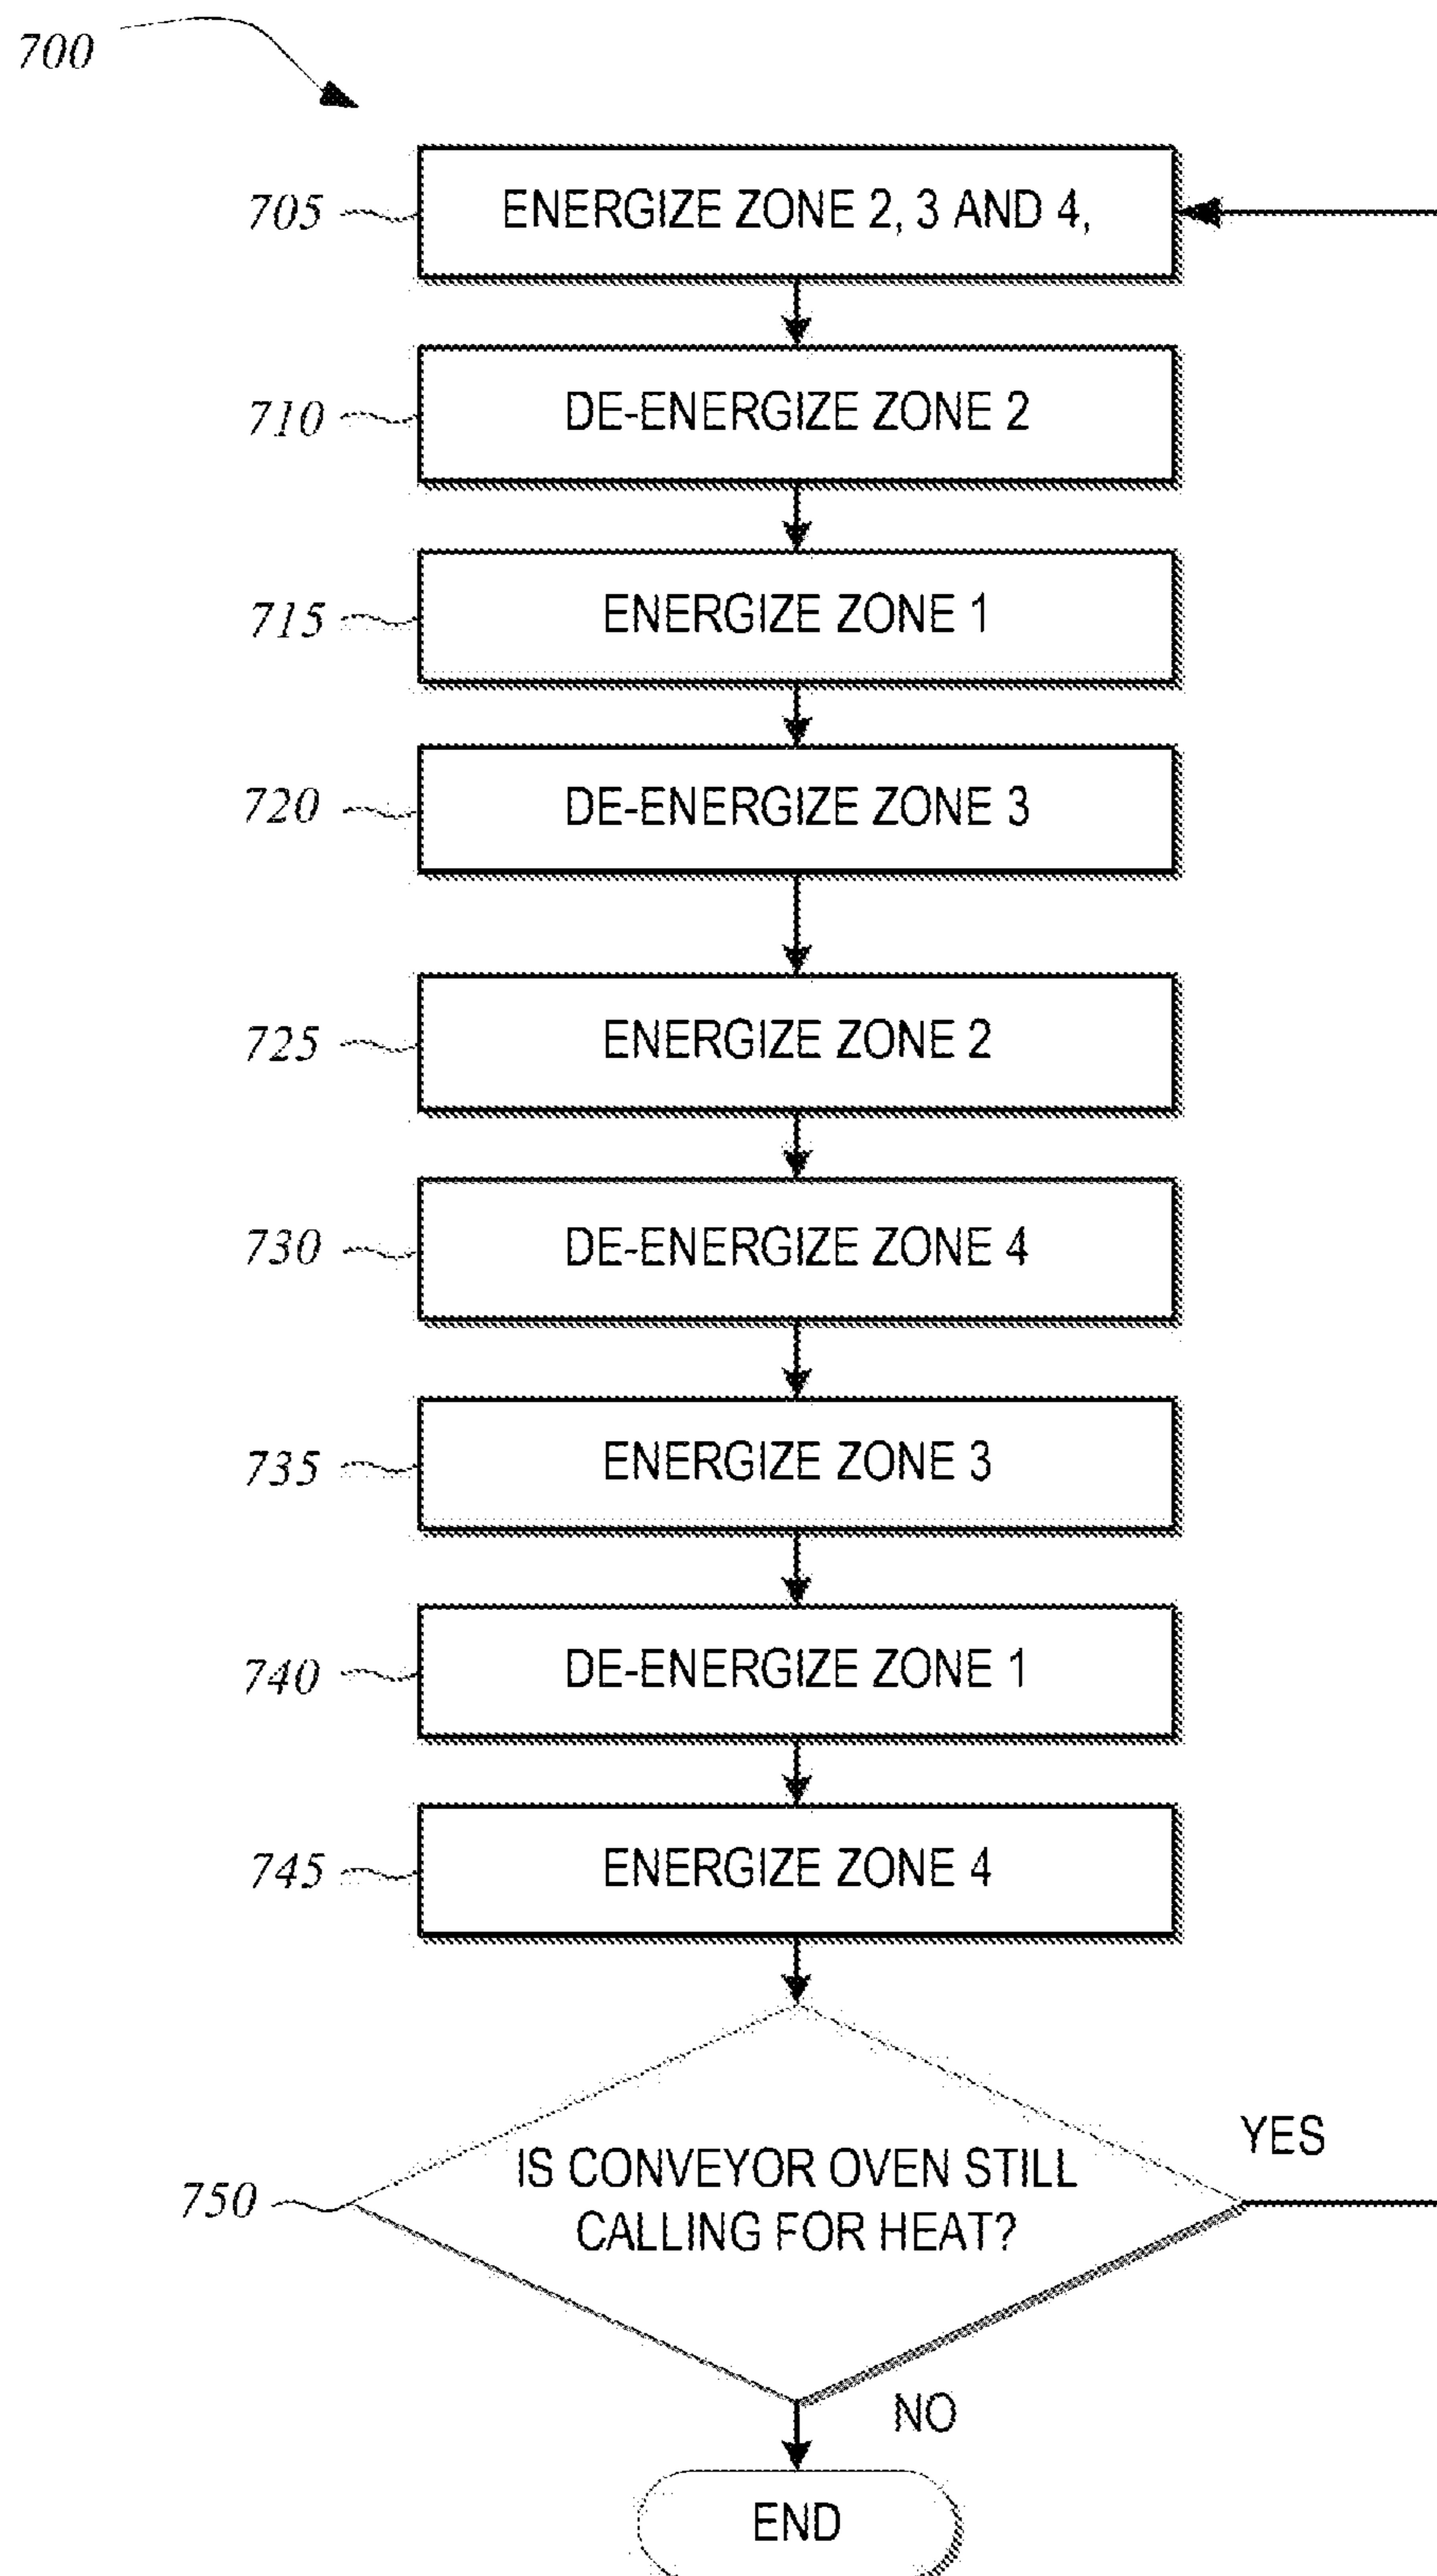 700
705 ENERGIZE ZONE 2, 3 AND 4,
710 DE-ENERGIZE ZONE 2
715 ENERGIZE ZONE 1
720 DE-ENERGIZE ZONE 3
725 ENERGIZE ZONE 2
730 DE-ENERGIZE ZONE 4
735 ENERGIZE ZONE 3
740 DE-ENERGIZE ZONE 1
745 ENERGIZE ZONE 4
YES
IS CONVEYOR OVEN STILL
750
CALLING FOR HEAT?
NO
END